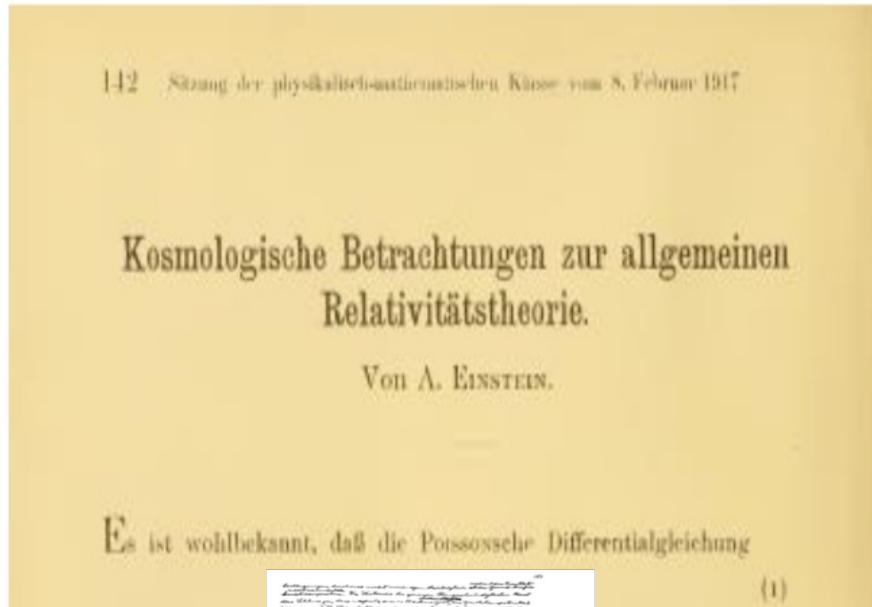 142 Sitzung der physikalisch-mathematischen Klasse vom 8. Februar 1917
Kosmologische Betrachtungen zur allgemeinen
Relativitätstheorie.
Von A. Einstein.
Es ist wohlbekannt, daß die Poissonsche Differentialgleichung
(1)